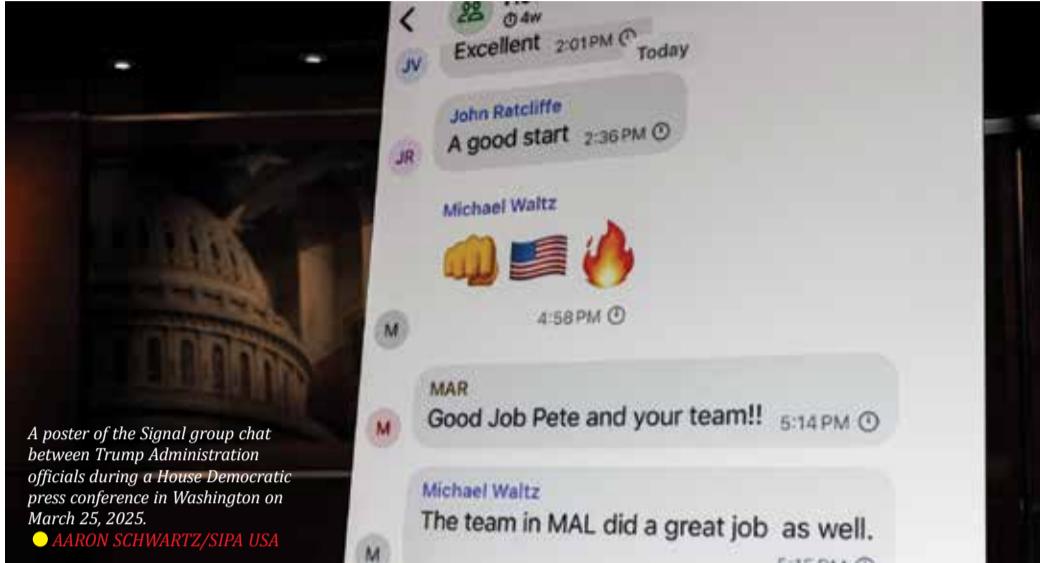 4w
JV
Excellent 2:01 PM
Today
John Ratcliffe
JR
A good start 2:36 PM
Michael Waltz
4:58 PM
M
MAR
M
Good Job Pete and your team!! 5:14 PM
Michael Waltz
The team in MAL did a great job as well.
M
A poster of the Signal group chat
between Trump Administration
officials during a House Democratic
press conference in Washington on
March 25, 2025.
AARON SCHWARTZ/SIPA USA